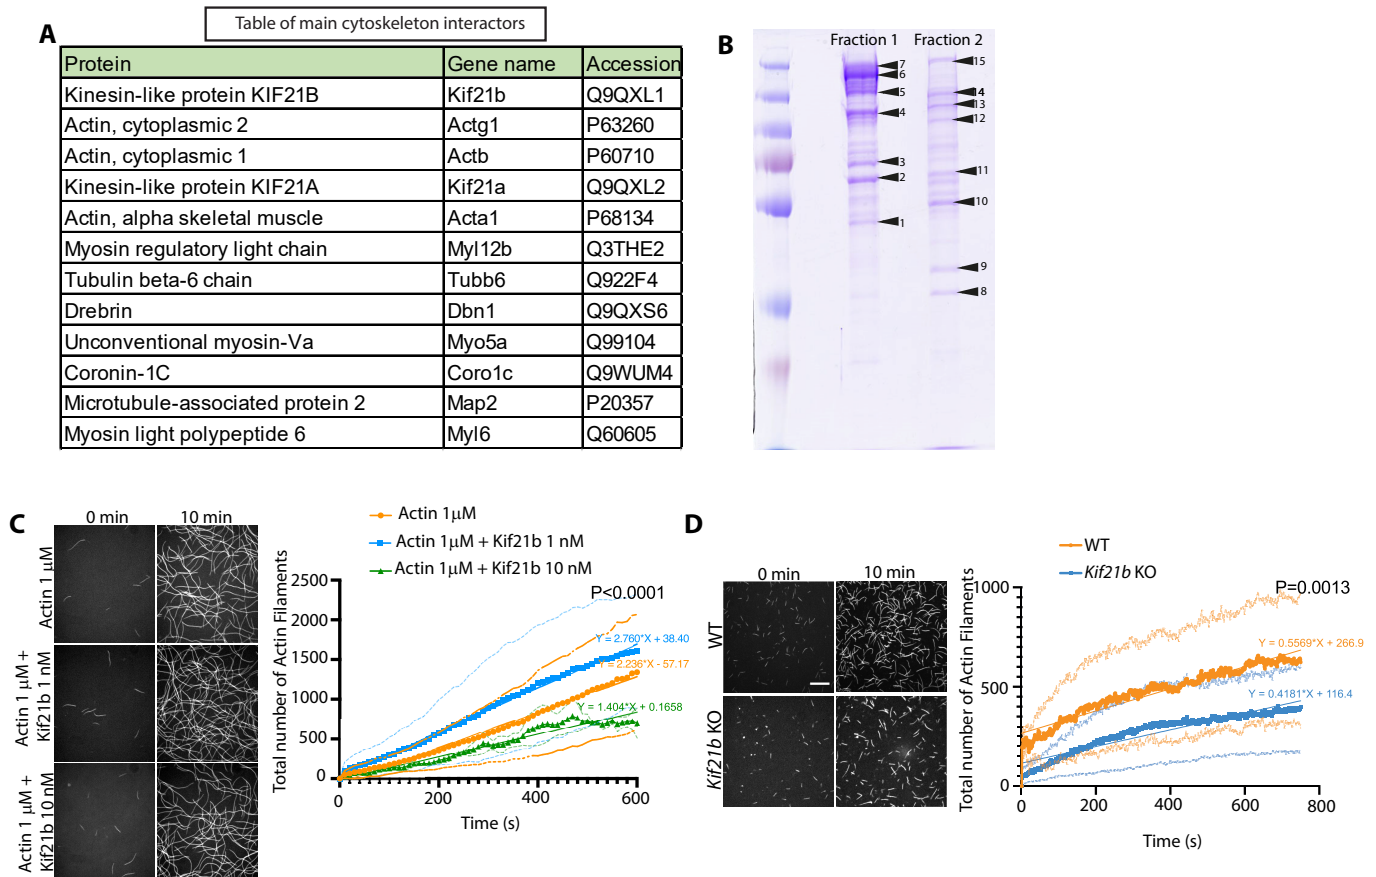 Table of main cytoskeleton interactors
A
Protein Gene name Accession
Kinesin-like protein KIF21B Kif21b Q9QXL1
Actin, cytoplasmic 2 Actg1 P63260
Actin, cytoplasmic 1 Actb P60710
Kinesin-like protein KIF21A Kif21a Q9QXL2
Actin, alpha skeletal muscle Acta1 P68134
Myosin regulatory light chain Myl12b Q3THE2
Tubulin beta-6 chain Tubb6 Q922F4
Drebrin Dbn1 Q9QXS6
Unconventional myosin-Va Myo5a Q99104
Coronin-1C Coro1c Q9WUM4
Microtubule-associated protein 2 Map2 P20357
Myosin light polypeptide 6 Myl6 Q60605
B
Fraction 1 Fraction 2
7
6
5
4
3
2
1
15
14
13
12
11
10
9
8
C
0 min 10 min
Actin 1 µM
Actin 1 µM +
Kif21b 1 nM
Actin 1 µM +
Kif21b 10 nM
Actin 1µM
Actin 1µM + Kif21b 1 nM
Actin 1µM + Kif21b 10 nM
P<0.0001
Y = 2.760*X + 38.40
Y = 2.236*X - 57.17
Y = 1.404*X + 0.1658
Total number of Actin Filaments
2500
2000
1500
1000
500
0
0 200 400 600
Time (s)
D
0 min 10 min
WT
Kif21b KO
WT
Kif21b KO
P=0.0013
Y = 0.5569*X + 266.9
Y = 0.4181*X + 116.4
Total number of Actin Filaments
1000
500
0
0 200 400 600 800
Time (s)